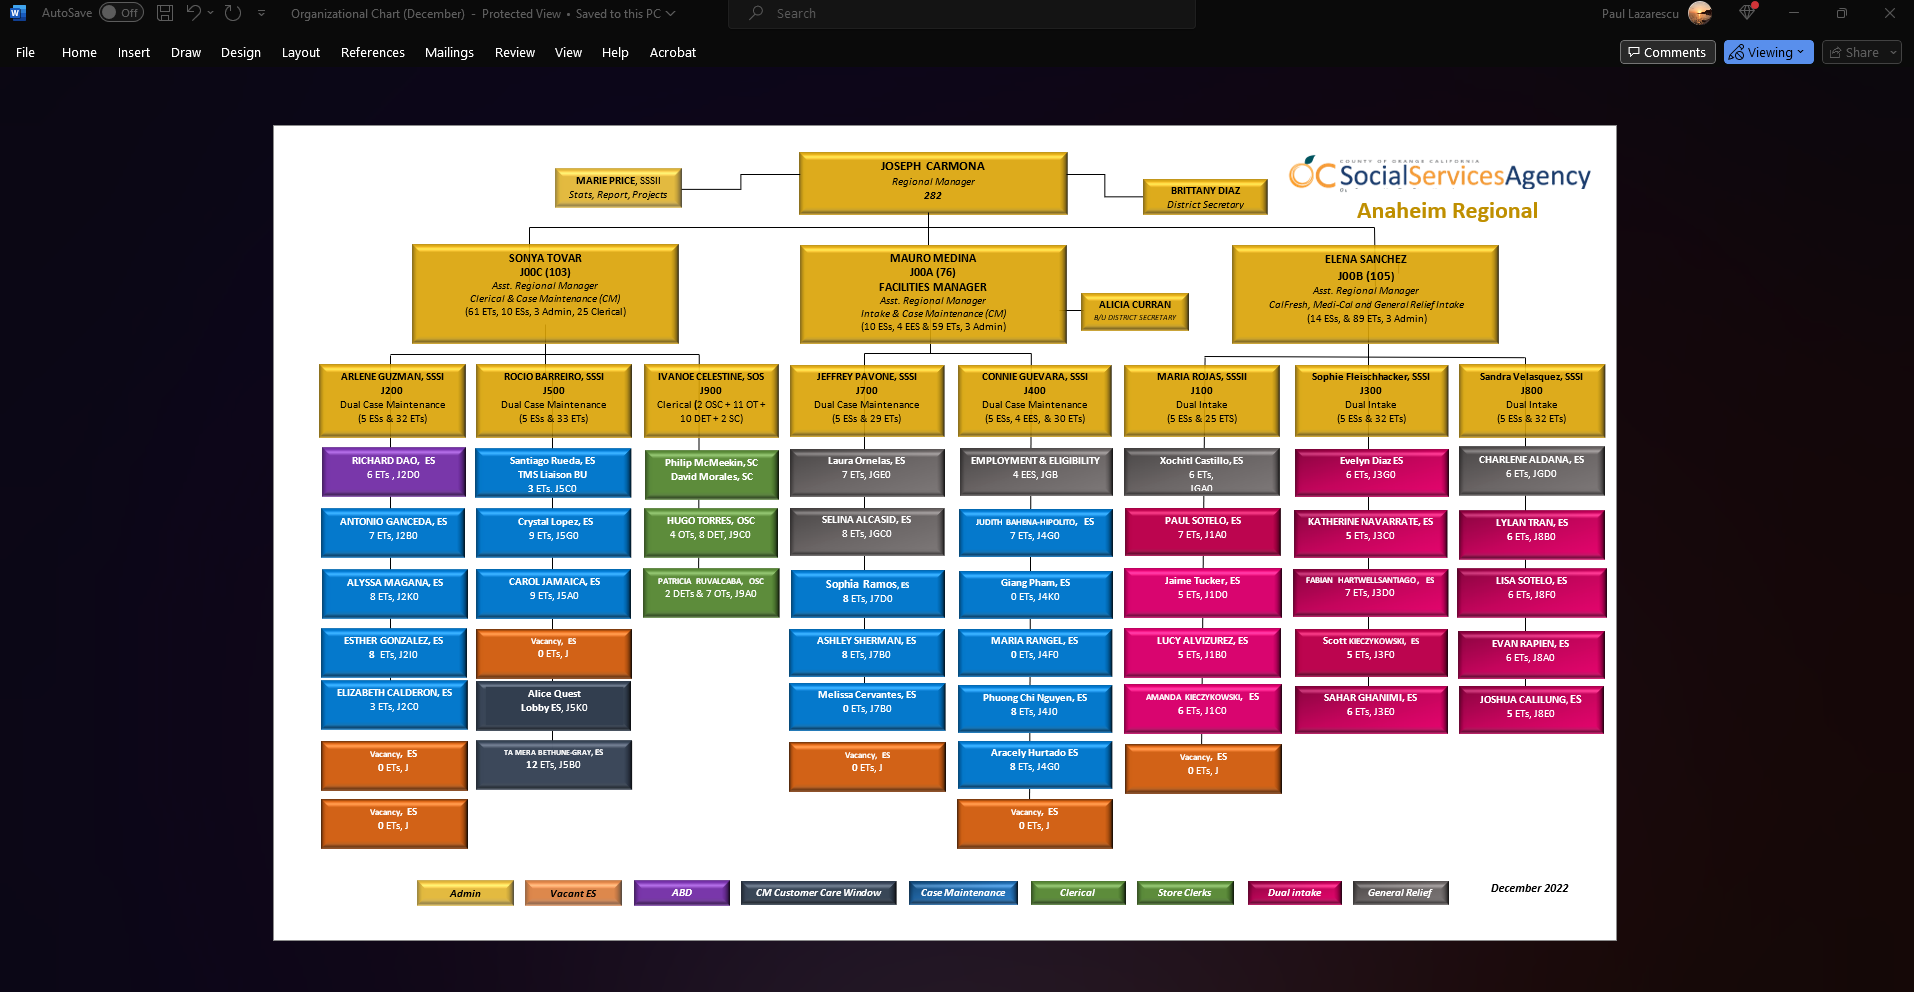 AutoSave Off
Organizational Chart (December) - Protected View • Saved to this PC
Search
Paul Lazarescu
File Home Insert Draw Design Layout References Mailings Review View Help Acrobat
Comments Viewing Share
JOSEPH CARMONA
Regional Manager
282
MARIE PRICE, SSSII
Stats, Report, Projects
BRITTANY DIAZ
District Secretary
COUNTY OF ORANGE CALIFORNIA
OC SocialServicesAgency
Anaheim Regional
SONYA TOVAR
J00C (103)
Asst. Regional Manager
Clerical & Case Maintenance (CM)
(61 ETs, 10 ESs, 3 Admin, 25 Clerical)
MAURO MEDINA
J00A (76)
FACILITIES MANAGER
Asst. Regional Manager
Intake & Case Maintenance (CM)
(10 ESs, 4 EES & 59 ETs, 3 Admin)
ALICIA CURRAN
B/U DISTRICT SECRETARY
ELENA SANCHEZ
J00B (105)
Asst. Regional Manager
CalFresh, Medi-Cal and General Relief Intake
(14 ESs, & 89 ETs, 3 Admin)
ARLENE GUZMAN, SSSI
J200
Dual Case Maintenance
(5 ESs & 32 ETs)
RICHARD DAO, ES
6 ETs , J2D0
ANTONIO GANCEDA, ES
7 ETs, J2B0
ALYSSA MAGANA, ES
8 ETs, J2K0
ESTHER GONZALEZ, ES
8 ETs, J2I0
ELIZABETH CALDERON, ES
3 ETs, J2C0
Vacancy, ES
0 ETs, J
Vacancy, ES
0 ETs, J
ROCIO BARREIRO, SSSI
J500
Dual Case Maintenance
(5 ESs & 33 ETs)
Santiago Rueda, ES
TMS Liaison BU
3 ETs, J5C0
Crystal Lopez, ES
9 ETs, J5G0
CAROL JAMAICA, ES
9 ETs, J5A0
Vacancy, ES
0 ETs, J
Alice Quest
Lobby ES, J5K0
TA MERA BETHUNE-GRAY, ES
12 ETs, J5B0
IVANOE CELESTINE, SOS
J900
Clerical (2 OSC + 11 OT +
10 DET + 2 SC)
Philip McMeekin, SC
David Morales, SC
HUGO TORRES, OSC
4 OTs, 8 DET, J9C0
PATRICIA RUVALCABA, OSC
2 DETs & 7 OTs, J9A0
JEFFREY PAVONE, SSSI
J700
Dual Case Maintenance
(5 ESs & 29 ETs)
Laura Ornelas, ES
7 ETs, JGE0
SELINA ALCASID, ES
8 ETs, JGC0
Sophia Ramos, ES
8 ETs, J7D0
ASHLEY SHERMAN, ES
8 ETs, J7B0
Melissa Cervantes, ES
0 ETs, J7B0
Vacancy, ES
0 ETs, J
CONNIE GUEVARA, SSSI
J400
Dual Case Maintenance
(5 ESs, 4 EES, & 30 ETs)
EMPLOYMENT & ELIGIBILITY
4 EES, JGB
JUDITH BAHENA-HIPOLITO, ES
7 ETs, J4G0
Giang Pham, ES
0 ETs, J4K0
MARIA RANGEL, ES
0 ETs, J4F0
Phuong Chi Nguyen, ES
8 ETs, J4J0
Aracely Hurtado ES
8 ETs, J4G0
Vacancy, ES
0 ETs, J
MARIA ROJAS, SSSII
J100
Dual Intake
(5 ESs & 25 ETS)
Xochitl Castillo, ES
6 ETs,
JGA0
PAUL SOTELO, ES
7 ETs, J1A0
Jaime Tucker, ES
5 ETs, J1D0
LUCY ALVIZUREZ, ES
5 ETs, J1B0
AMANDA KIECZYKOWSKI, ES
6 ETs, J1C0
Vacancy, ES
0 ETs, J
Sophie Fleischhacker, SSSI
J300
Dual Intake
(5 ESs & 32 ETs)
Evelyn Diaz ES
6 ETs, J3G0
KATHERINE NAVARRATE, ES
5 ETs, J3C0
FABIAN HARTWELLSANTIAGO, ES
7 ETs, J3D0
Scott KIECZYKOWSKI, ES
5 ETs, J3F0
SAHAR GHANIMI, ES
6 ETs, J3E0
Sandra Velasquez, SSSI
J800
Dual Intake
(5 ESs & 32 ETs)
CHARLENE ALDANA, ES
6 ETs, JGD0
LYLAN TRAN, ES
6 ETs, J8B0
LISA SOTELO, ES
6 ETs, J8F0
EVAN RAPIEN, ES
6 ETs, J8A0
JOSHUA CALILUNG, ES
5 ETs, J8E0
Admin
Vacant ES
ABD
CM Customer Care Window
Case Maintenance
Clerical
Store Clerks
Dual intake
General Relief
December 2022